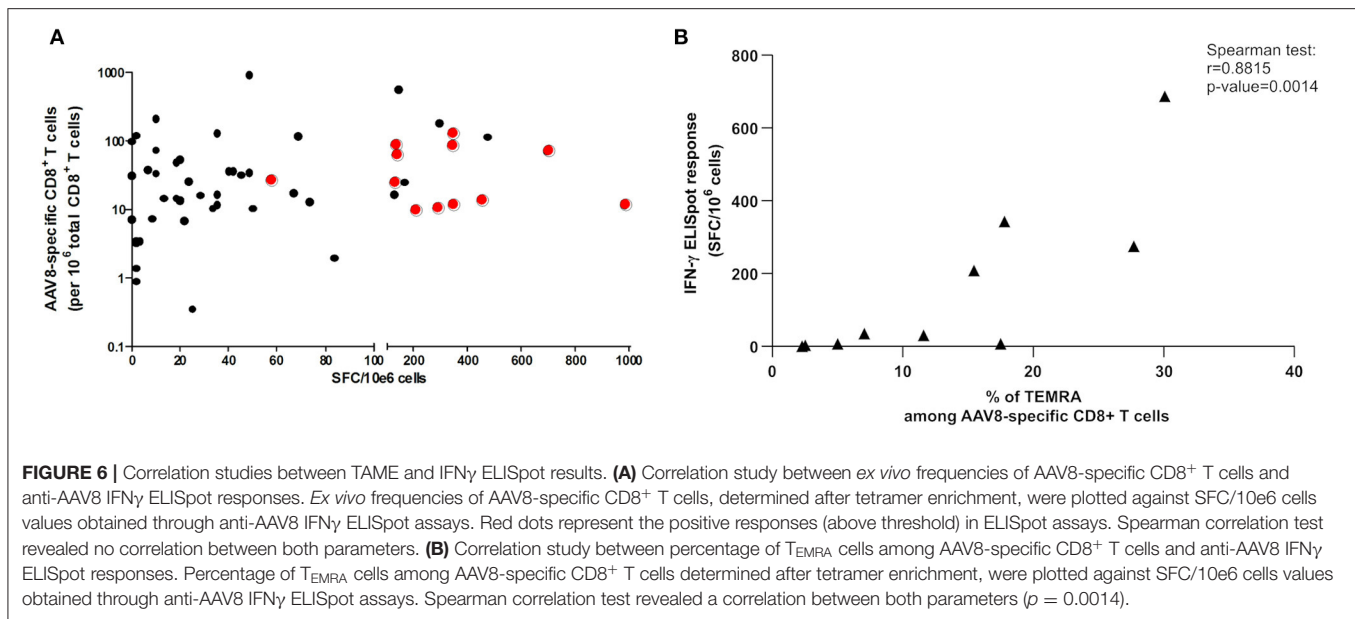 A
AAV8-specific CD8⁺ T cells
(per 10⁶ total CD8⁺ T cells)
1000
100
10
1
0.1
0 20 40 60 80 100 200 400 600 800 1000
SFC/10e6 cells
B
Spearman test:
r=0.8815
p-value=0.0014
IFN-γ ELISpot response
(SFC/10⁶ cells)
800
600
400
200
0
0 10 20 30 40
% of TEMRA
among AAV8-specific CD8+ T cells
FIGURE 6 | Correlation studies between TAME and IFNγ ELISpot results. (A) Correlation study between ex vivo frequencies of AAV8-specific CD8⁺ T cells and
anti-AAV8 IFNγ ELISpot responses. Ex vivo frequencies of AAV8-specific CD8⁺ T cells, determined after tetramer enrichment, were plotted against SFC/10e6 cells
values obtained through anti-AAV8 IFNγ ELISpot assays. Red dots represent the positive responses (above threshold) in ELISpot assays. Spearman correlation test
revealed no correlation between both parameters. (B) Correlation study between percentage of TEMRA cells among AAV8-specific CD8⁺ T cells and anti-AAV8 IFNγ
ELISpot responses. Percentage of TEMRA cells among AAV8-specific CD8⁺ T cells determined after tetramer enrichment, were plotted against SFC/10e6 cells values
obtained through anti-AAV8 IFNγ ELISpot assays. Spearman correlation test revealed a correlation between both parameters (p = 0.0014).